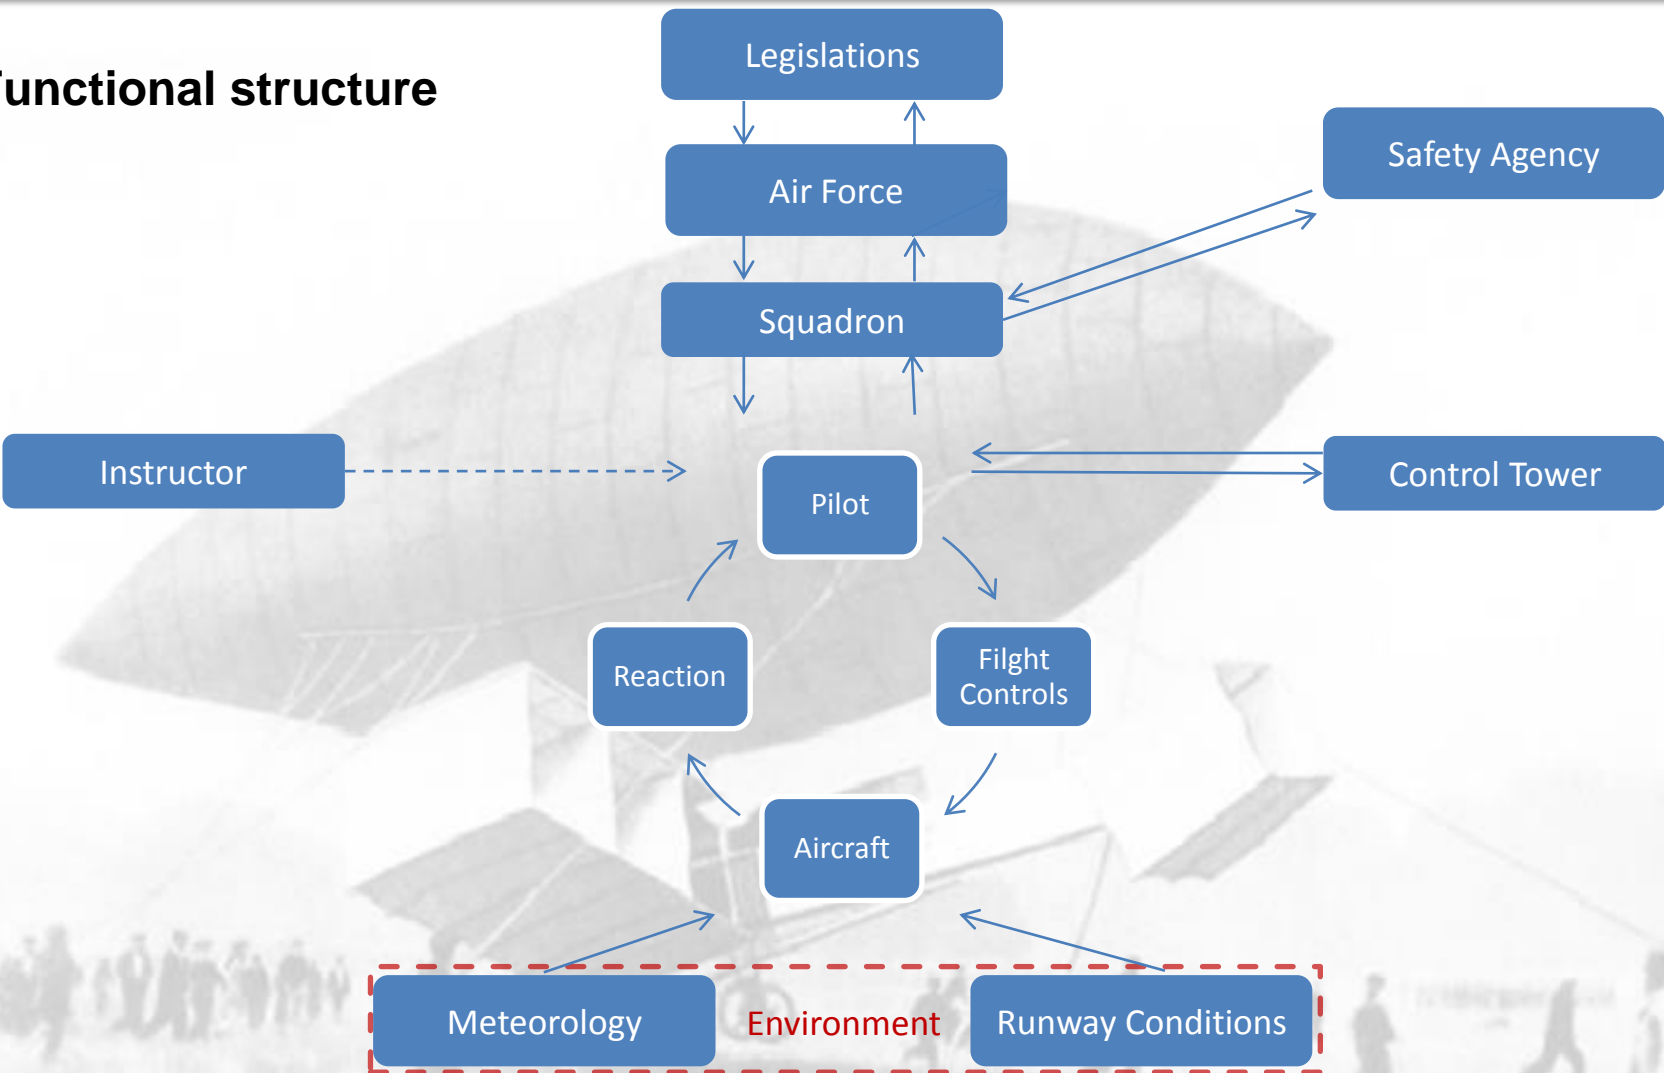 Functional structure
Legislations
Safety Agency
Air Force
Squadron
Instructor
Control Tower
Pilot
Reaction
Filght
Controls
Aircraft
Meteorology
Environment
Runway Conditions